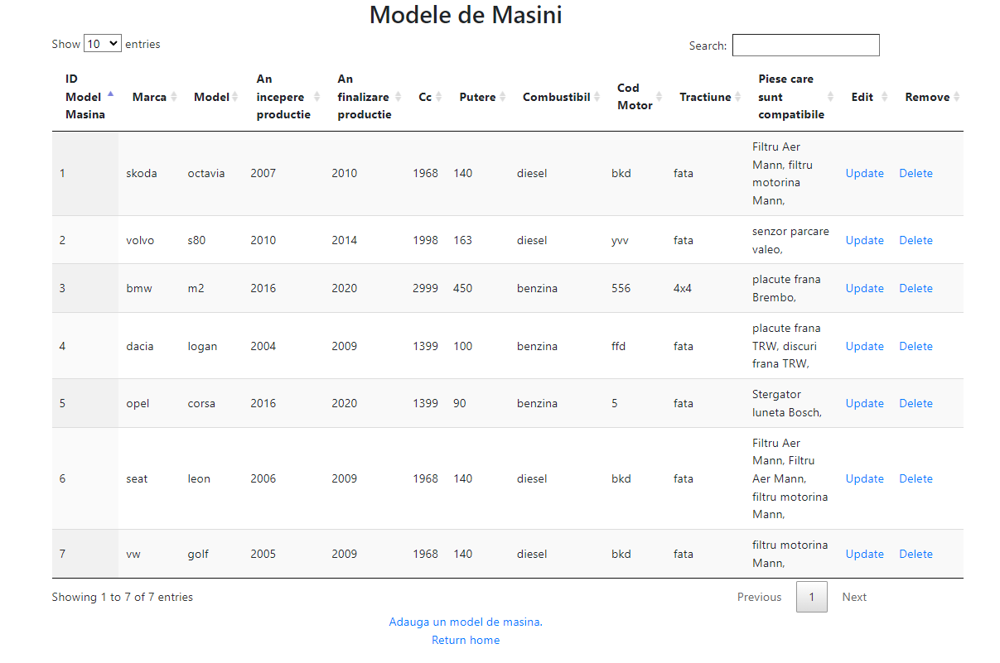 Modele de Masini
Show 10 entries
Search:
ID Model Masina Marca Model An incepere productie An finalizare productie Cc Putere Combustibil Cod Motor Tractiune Piese care sunt compatibile Edit Remove
1 skoda octavia 2007 2010 1968 140 diesel bkd fata Filtru Aer Mann, filtru motorina Mann, Update Delete
2 volvo s80 2010 2014 1998 163 diesel yvv fata senzor parcare valeo, Update Delete
3 bmw m2 2016 2020 2999 450 benzina 556 4x4 placute frana Brembo, Update Delete
4 dacia logan 2004 2009 1399 100 benzina ffd fata placute frana TRW, discuri frana TRW, Update Delete
5 opel corsa 2016 2020 1399 90 benzina 5 fata Stergator luneta Bosch, Update Delete
6 seat leon 2006 2009 1968 140 diesel bkd fata Filtru Aer Mann, Filtru Aer Mann, filtru motorina Mann, Update Delete
7 vw golf 2005 2009 1968 140 diesel bkd fata filtru motorina Mann, Update Delete
Showing 1 to 7 of 7 entries
Previous 1 Next
Adauga un model de masina.
Return home